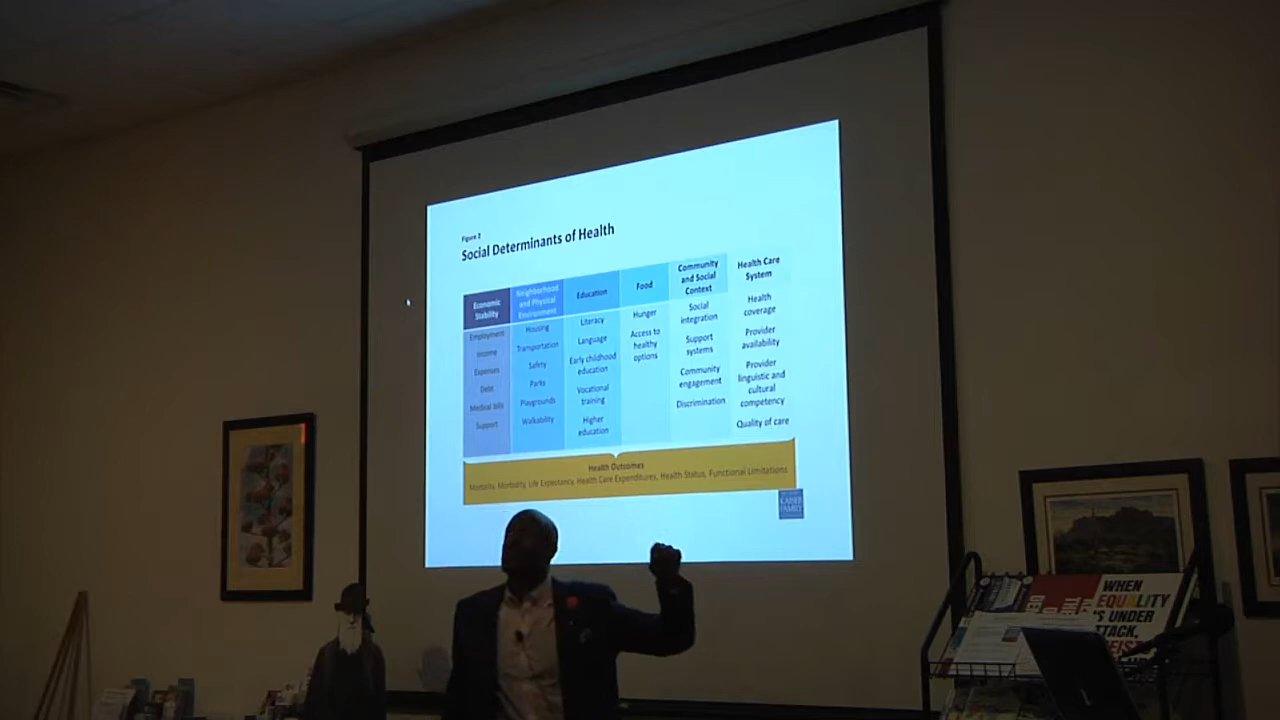 Figure 2
Social Determinants of Health
Economic
Stability
Employment
Income
Expenses
Debt
Medical bills
Support
Neighborhood
and Physical
Environment
Housing
Transportation
Safety
Parks
Playgrounds
Walkability
Education
Literacy
Language
Early childhood
education
Vocational
training
Higher
education
Food
Hunger
Access to
healthy
options
Community
and Social
Context
Social
integration
Support
systems
Community
engagement
Discrimination
Health Care
System
Health
coverage
Provider
availability
Provider
linguistic and
cultural
competency
Quality of care
Health Outcomes
Mortality, Morbidity, Life Expectancy, Health Care Expenditures, Health Status, Functional Limitations
KAISER
FAMILY
WHEN
EQUALITY
IS UNDER